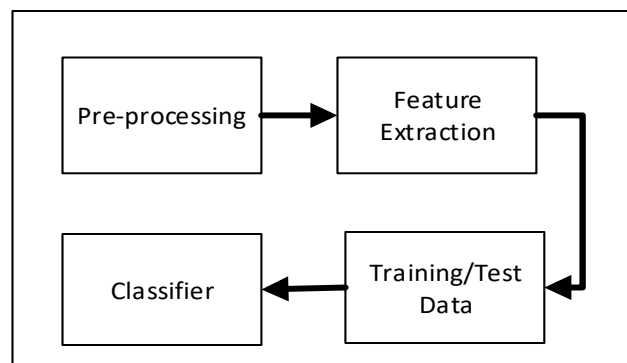 Pre-processing
Feature
Extraction
Training/Test
Data
Classifier